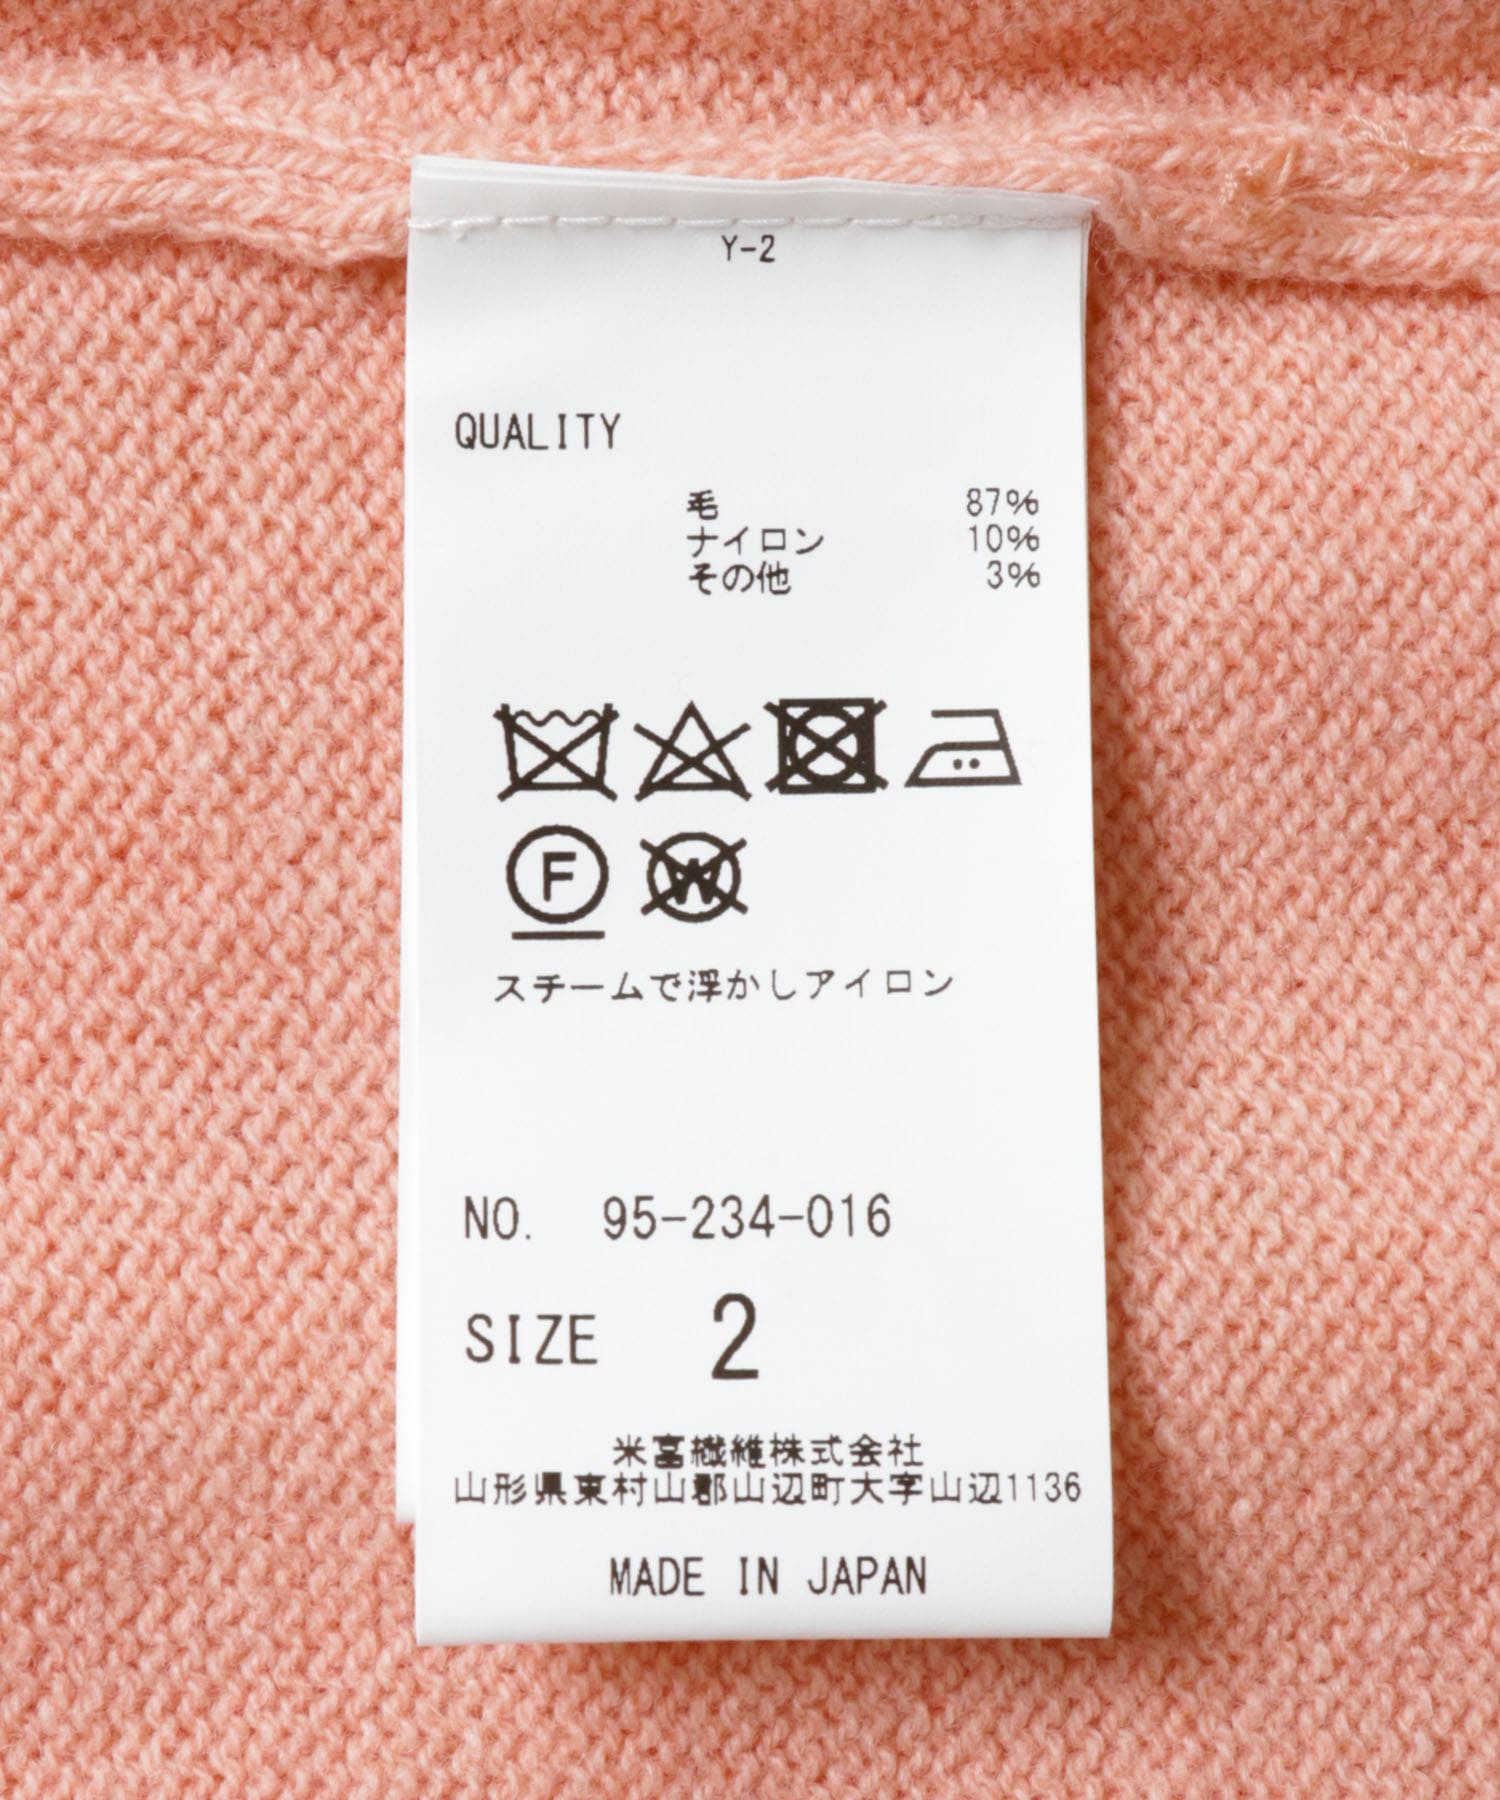 Y-2
QUALITY
毛 87%
ナイロン 10%
その他 3%
F W
スチームで浮かしアイロン
NO. 95-234-016
SIZE 2
米富繊維株式会社
山形県東村山郡山辺町大字山辺1136
MADE IN JAPAN